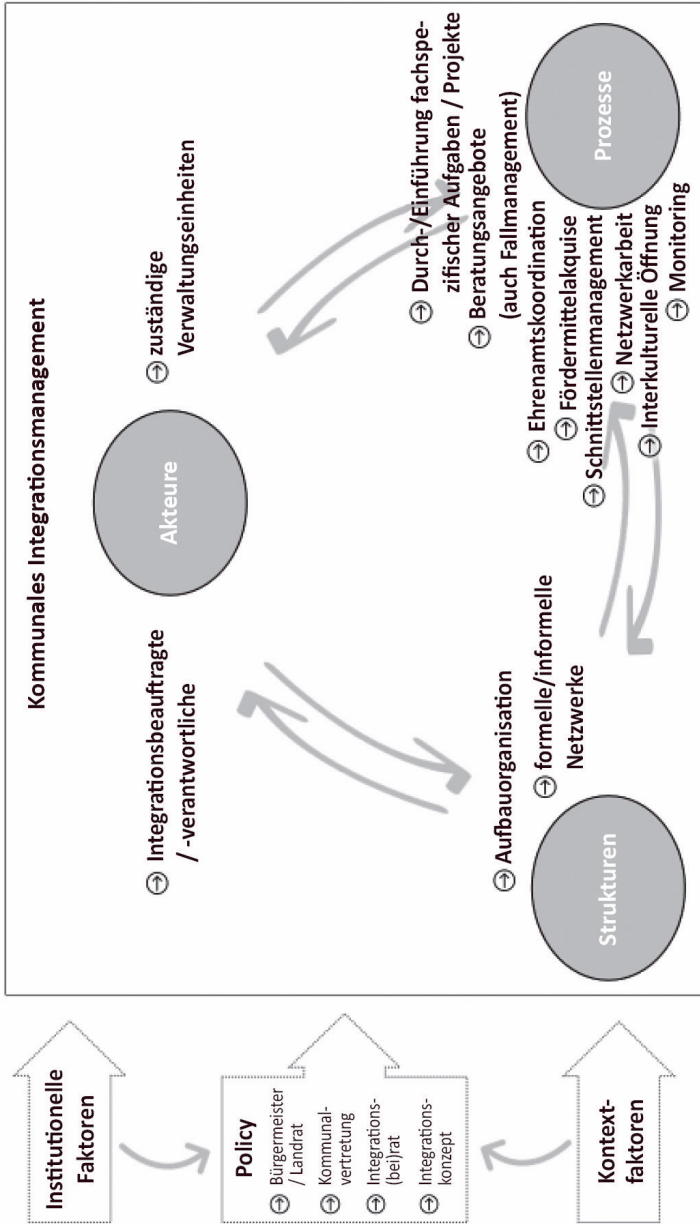 Kommunales Integrationsmanagement
Institutionelle
Faktoren
Policy
Bürgermeister
/ Landrat
Kommunal-
vertretung
Integrations-
(bei)rat
Integrations-
konzept
Kontext-
faktoren
Integrationsbeauftragte
/ -verantwortliche
Akteure
zuständige
Verwaltungseinheiten
Strukturen
Aufbauorganisation
formelle/informelle
Netzwerke
Durch-/Einführung fachspe-
zifischer Aufgaben / Projekte
Beratungsangebote
(auch Fallmanagement)
Ehrenamtskoordination
Fördermittelakquise
Schnittstellenmanagement
Netzwerkarbeit
Interkulturelle Öffnung
Monitoring
Prozesse